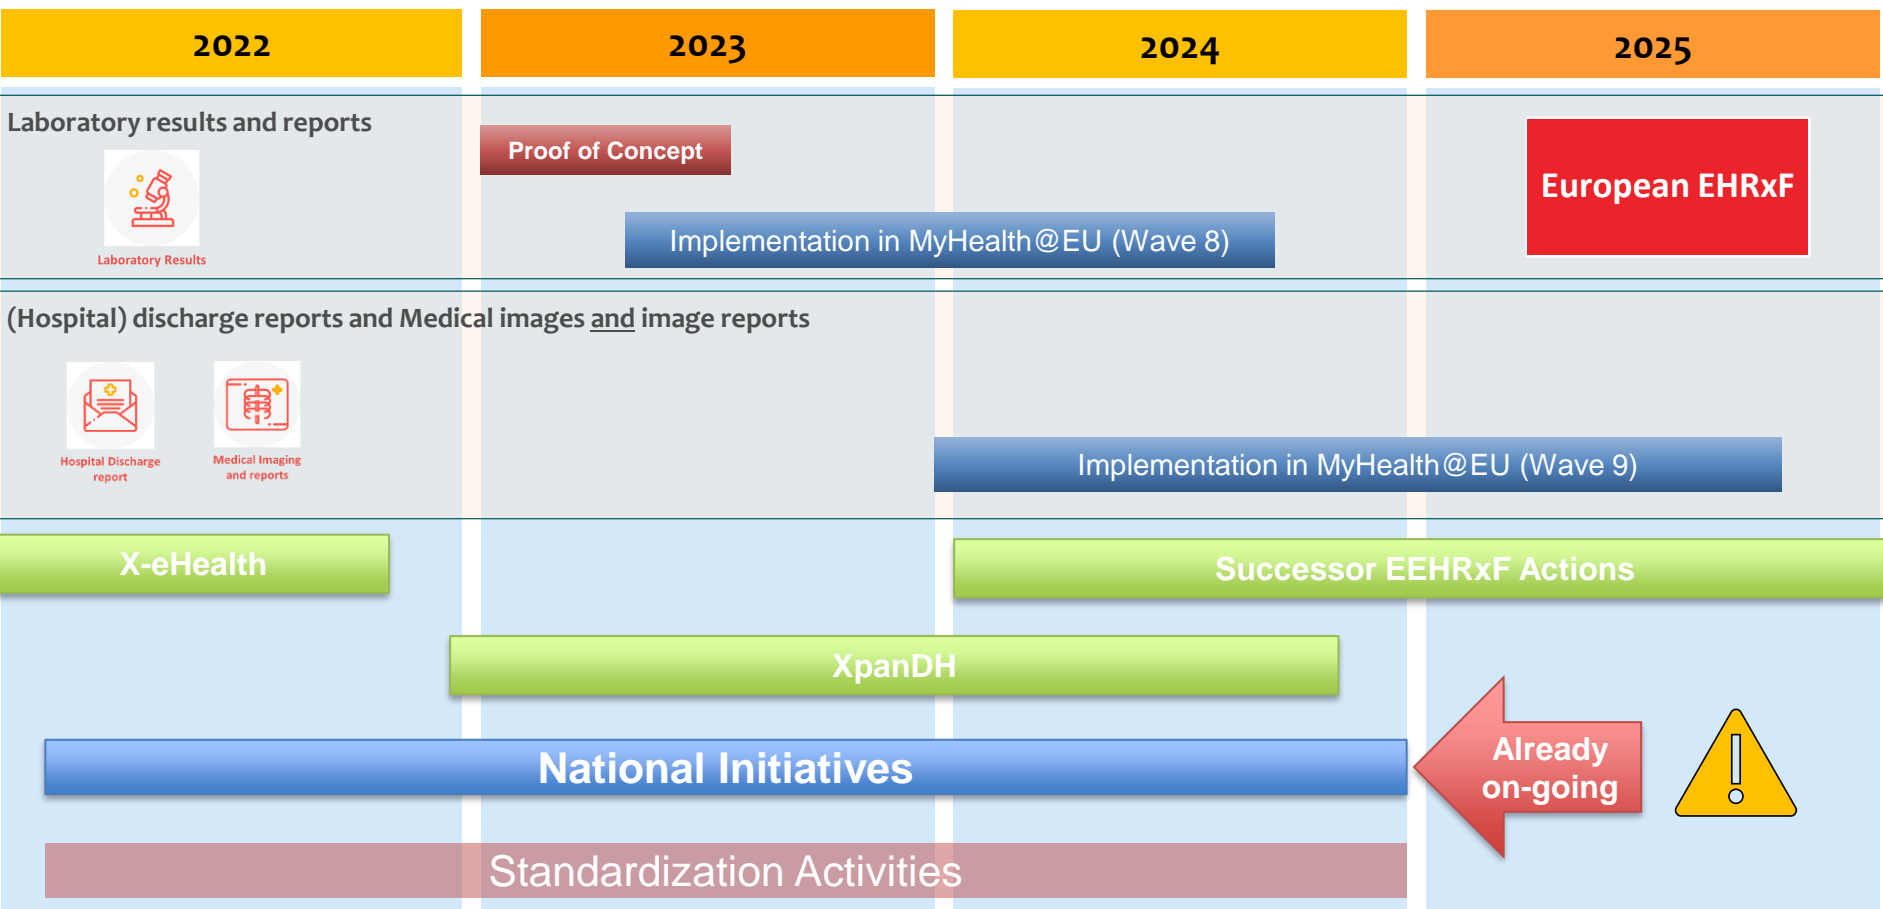 2022
2023
2024
2025
Laboratory results and reports
Proof of Concept
European EHRxF
Implementation in MyHealth@EU (Wave 8)
Laboratory Results
(Hospital) discharge reports and Medical images and image reports
Hospital Discharge
report
Medical Imaging
and reports
Implementation in MyHealth@EU (Wave 9)
X-eHealth
Successor EEHRxF Actions
XpanDH
National Initiatives
Already
on-going
Standardization Activities